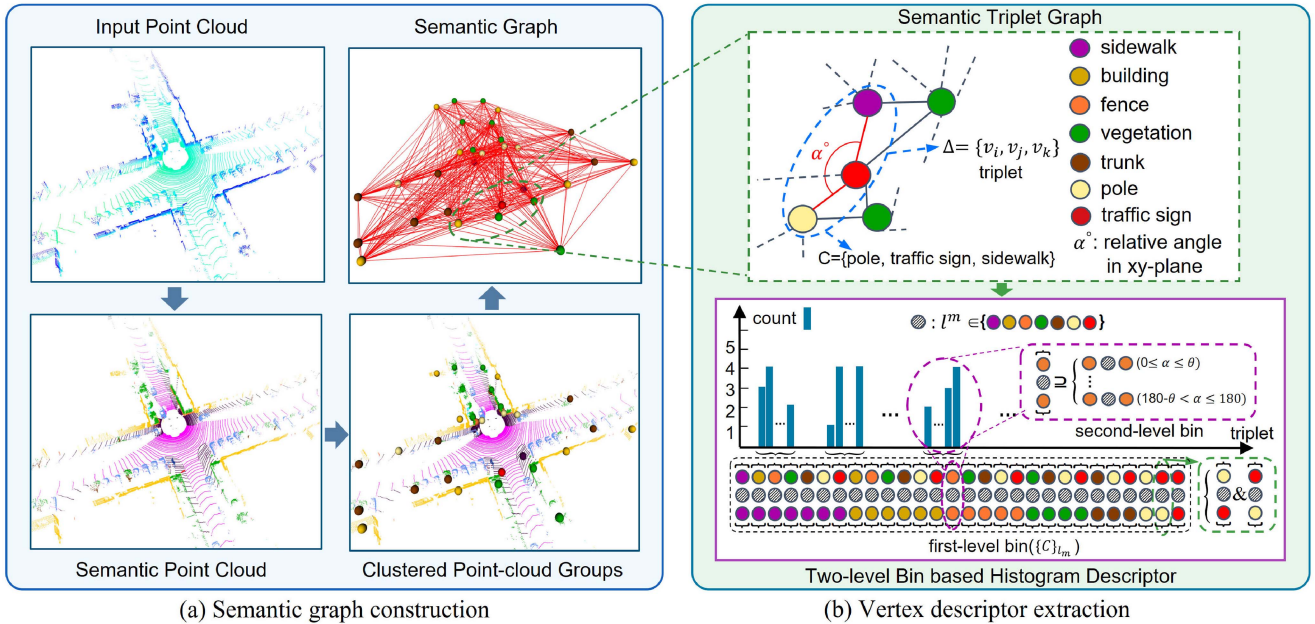 Input Point Cloud
Semantic Graph
Semantic Point Cloud
Clustered Point-cloud Groups
(a) Semantic graph construction
Semantic Triplet Graph
sidewalk
building
fence
vegetation
trunk
pole
traffic sign
α°: relative angle
in xy-plane
α°
Δ= {v_i, v_j, v_k}
triplet
C={pole, traffic sign, sidewalk}
count
: l^m ∈{ }
5
4
3
2
1
...
...
...
...
...
⊇
(0≤ α ≤ θ)
⋮
(180-θ < α ≤ 180)
second-level bin
triplet
&
first-level bin({C}_{l_m})
Two-level Bin based Histogram Descriptor
(b) Vertex descriptor extraction